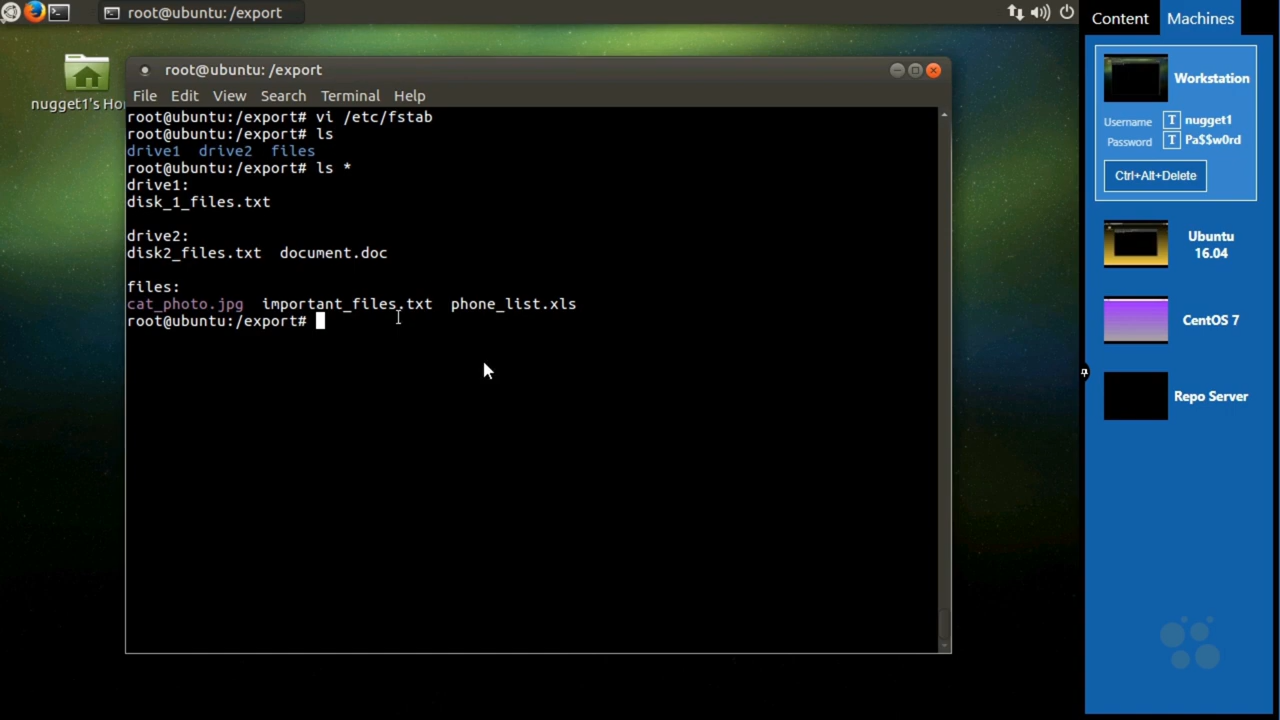 root@ubuntu: /export
nugget1's Ho
root@ubuntu: /export
File Edit View Search Terminal Help
root@ubuntu:/export# vi /etc/fstab
root@ubuntu:/export# ls
drive1  drive2  files
root@ubuntu:/export# ls *
drive1:
disk_1_files.txt
drive2:
disk2_files.txt  document.doc
files:
cat_photo.jpg  important_files.txt  phone_list.xls
root@ubuntu:/export#
Content Machines
Workstation
Username T nugget1
Password T Pa$$w0rd
Ctrl+Alt+Delete
Ubuntu
16.04
CentOS 7
Repo Server